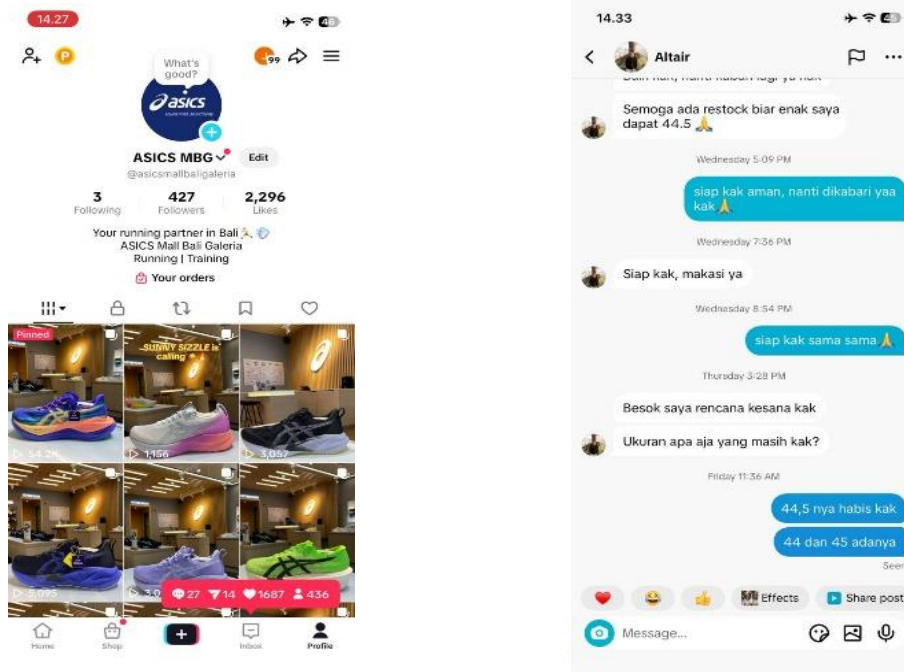 14.27
P
99
What's
good?
asics
ASICS MBG
Edit
@asicsmallbaligaleria
3
427
2,296
Following
Followers
Likes
Your running partner in Bali
ASICS Mall Bali Galeria
Running | Training
Your orders
Pinned
SUNNY SIZZLE is
calling
54.2K
1,156
3,057
5,093
27
14
1687
436
Home
Shop
Inbox
Profile
14.33
Altair
Semoga ada restock biar enak saya
dapat 44.5
Wednesday 5:09 PM
siap kak aman, nanti dikabari yaa
kak
Wednesday 7:36 PM
Siap kak, makasi ya
Wednesday 8:54 PM
siap kak sama sama
Thursday 3:28 PM
Besok saya rencana kesana kak
Ukuran apa aja yang masih kak?
Friday 11:36 AM
44,5 nya habis kak
44 dan 45 adanya
Seen
Effects
Share post
Message...